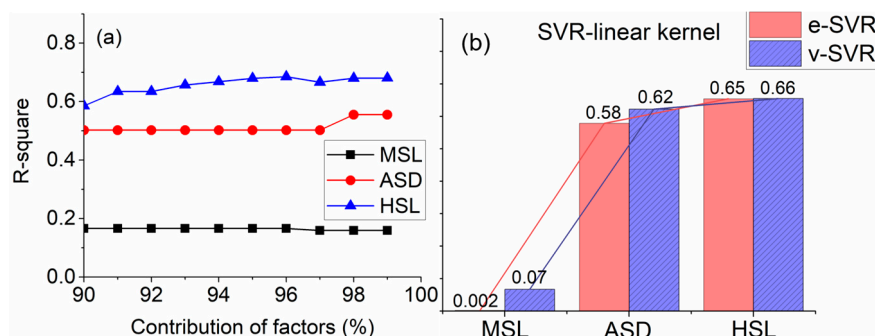 (a)
0.8
0.6
0.4
0.2
0.0
R-square
MSL
ASD
HSL
90 92 94 96 98 100
Contribution of factors (%)
(b)
SVR-linear kernel
e-SVR
v-SVR
0.002
0.07
0.58
0.62
0.65
0.66
MSL ASD HSL